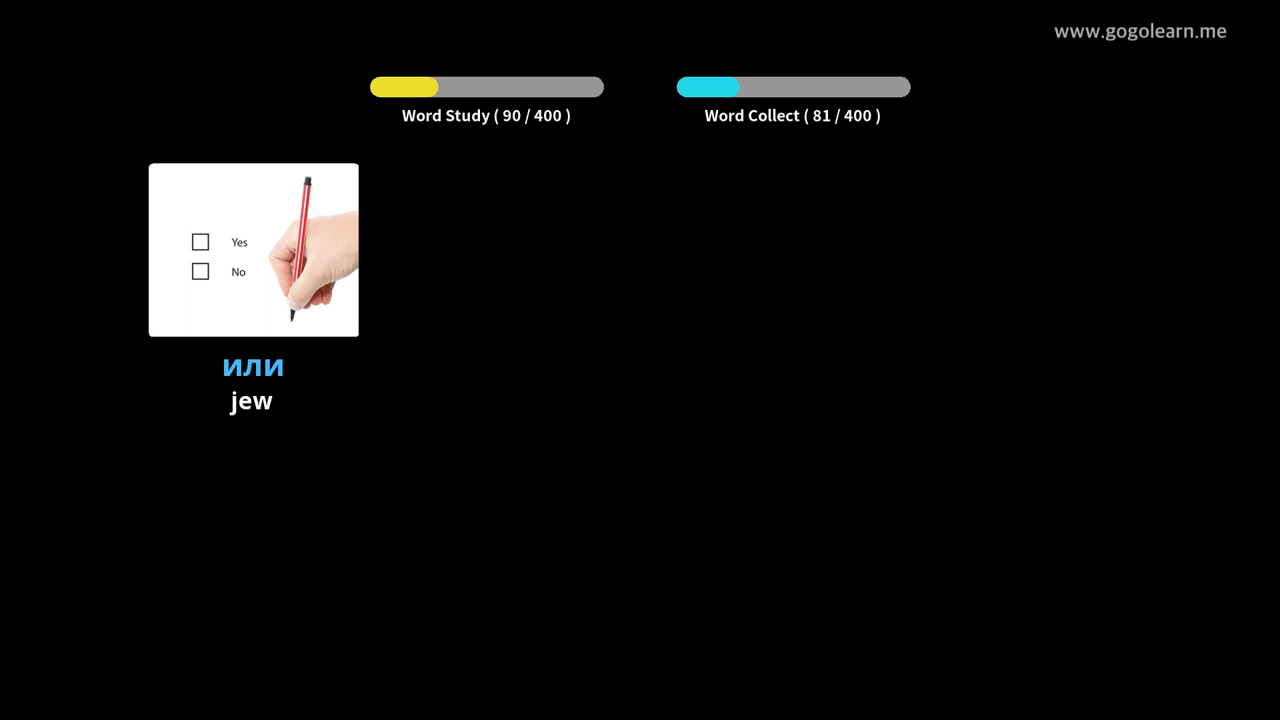 www.gogolearn.me
Word Study ( 90 / 400 )
Word Collect ( 81 / 400 )
Yes
No
или
jew